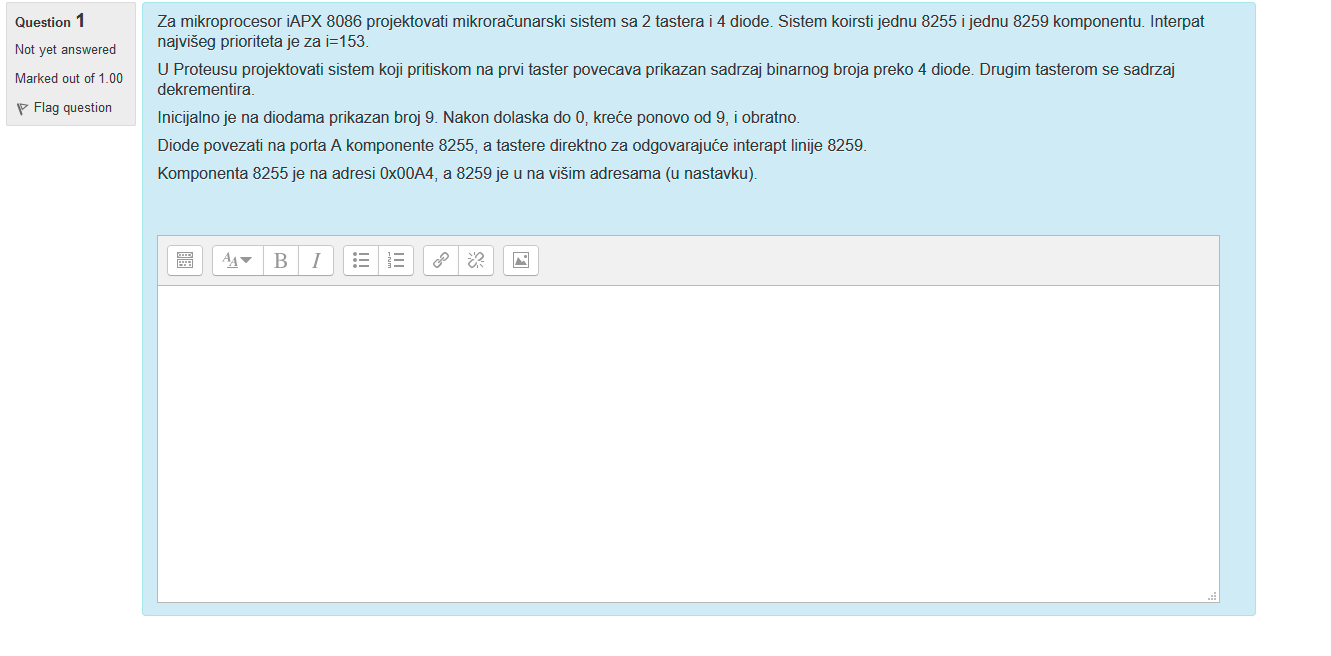 Question 1
Not yet answered
Marked out of 1.00
Flag question
Za mikroprocesor iAPX 8086 projektovati mikroračunarski sistem sa 2 tastera i 4 diode. Sistem koirsti jednu 8255 i jednu 8259 komponentu. Interpat
najvišeg prioriteta je za i=153.
U Proteusu projektovati sistem koji pritiskom na prvi taster povecava prikazan sadrzaj binarnog broja preko 4 diode. Drugim tasterom se sadrzaj
dekrementira.
Inicijalno je na diodama prikazan broj 9. Nakon dolaska do 0, kreće ponovo od 9, i obratno.
Diode povezati na porta A komponente 8255, a tastere direktno za odgovarajuće interapt linije 8259.
Komponenta 8255 je na adresi 0x00A4, a 8259 je u na višim adresama (u nastavku).